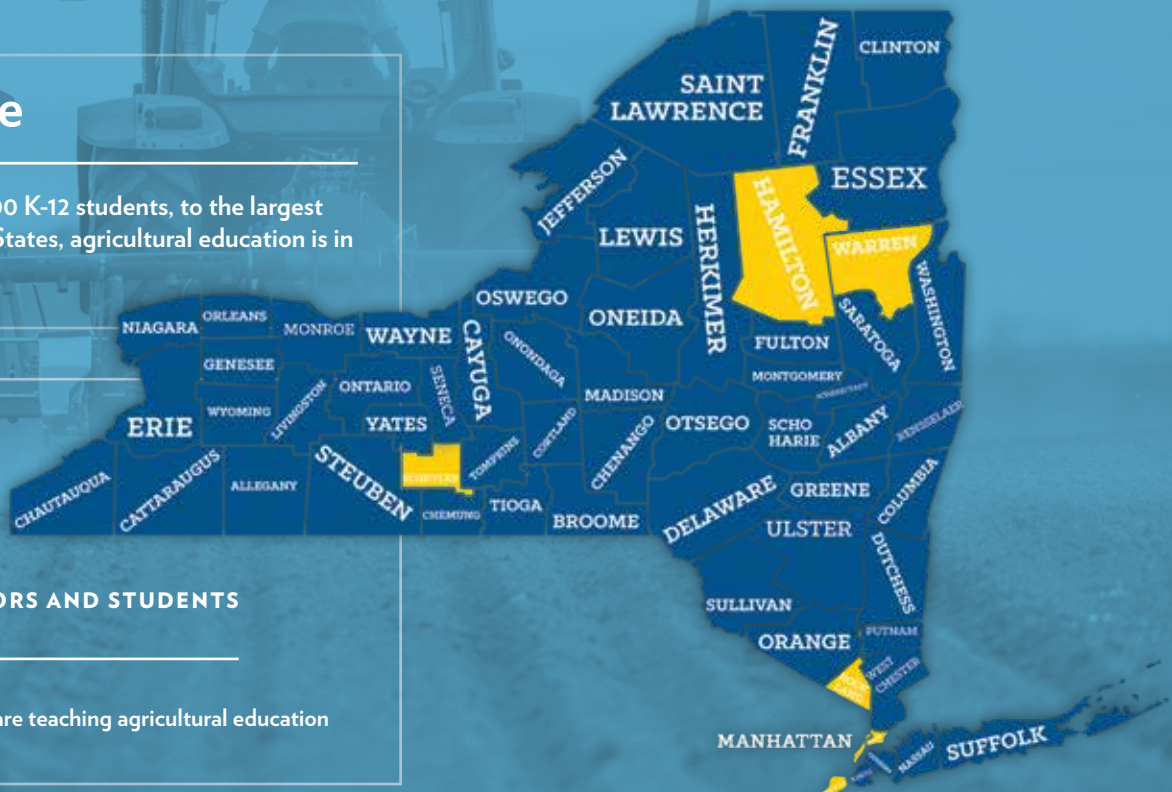 e
00 K-12 students, to the largest
States, agricultural education is in
ORS AND STUDENTS
are teaching agricultural education
CLINTON
FRANKLIN
SAINT
LAWRENCE
ESSEX
JEFFERSON
HAMILTON
LEWIS
HERKIMER
WARREN
WASHINGTON
OSWEGO
ONEIDA
SARATOGA
NIAGARA
ORLEANS
MONROE
WAYNE
CAYUGA
ONONDAGA
FULTON
GENESEE
ONTARIO
SENECA
MADISON
MONTGOMERY
WYOMING
LIVINGSTON
YATES
CORTLAND
CHENANGO
OTSEGO
SCHO
HARIE
ALBANY
RENSSELAER
ERIE
STEUBEN
SCHUYLER
TOMPKINS
CHAUTAUQUA
CATTARAUGUS
ALLEGANY
CHEMUNG
TIOGA
BROOME
DELAWARE
GREENE
COLUMBIA
ULSTER
DUTCHESS
SULLIVAN
ORANGE
PUTNAM
WEST
CHESTER
ROCK
LAND
MANHATTAN
NASSAU
SUFFOLK